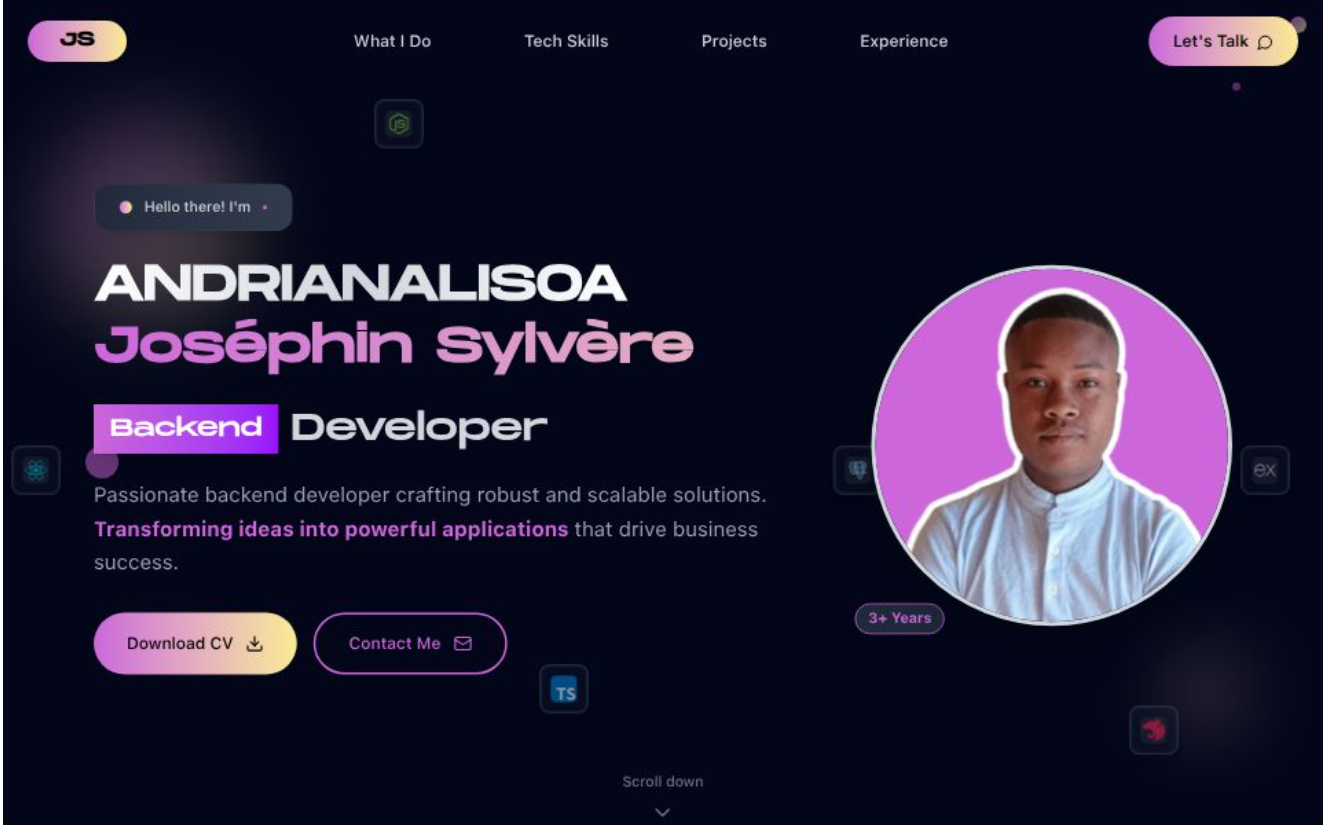 JS
What I Do
Tech Skills
Projects
Experience
Let's Talk
JS
Hello there! I'm
ANDRIANALISOA
Joséphin Sylvère
Backend Developer
ex
Passionate backend developer crafting robust and scalable solutions.
Transforming ideas into powerful applications that drive business
success.
3+ Years
Download CV
Contact Me
TS
Scroll down